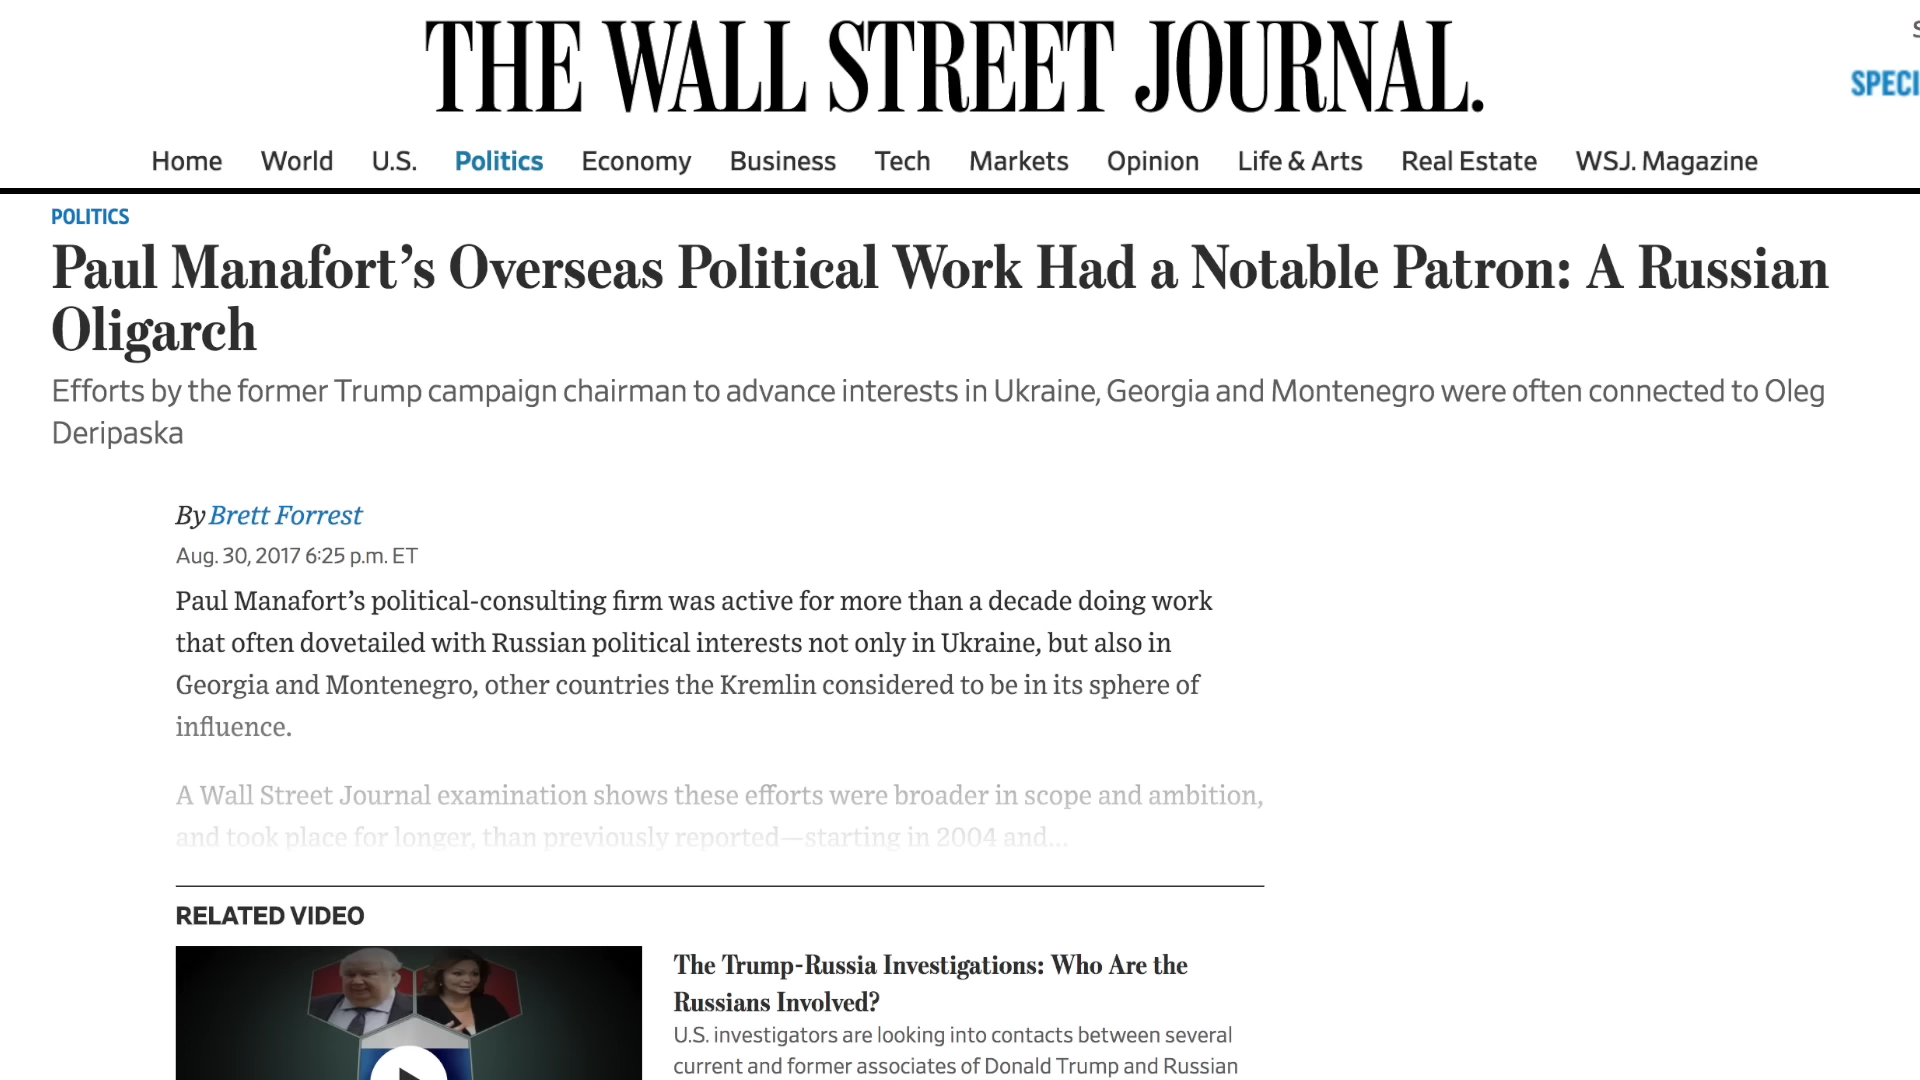 THE WALL STREET JOURNAL.
Home World U.S. Politics Economy Business Tech Markets Opinion Life & Arts Real Estate WSJ. Magazine
POLITICS
Paul Manafort’s Overseas Political Work Had a Notable Patron: A Russian
Oligarch
Efforts by the former Trump campaign chairman to advance interests in Ukraine, Georgia and Montenegro were often connected to Oleg
Deripaska
By Brett Forrest
Aug. 30, 2017 6:25 p.m. ET
Paul Manafort’s political-consulting firm was active for more than a decade doing work
that often dovetailed with Russian political interests not only in Ukraine, but also in
Georgia and Montenegro, other countries the Kremlin considered to be in its sphere of
influence.
A Wall Street Journal examination shows these efforts were broader in scope and ambition,
and took place for longer, than previously reported—starting in 2004 and...
RELATED VIDEO
The Trump-Russia Investigations: Who Are the
Russians Involved?
U.S. investigators are looking into contacts between several
current and former associates of Donald Trump and Russian